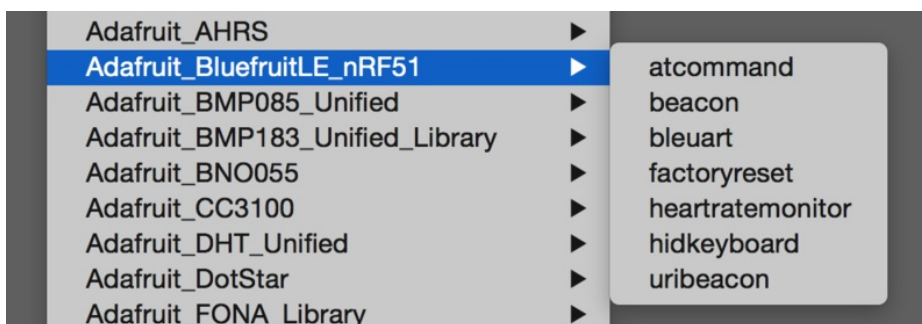 Adafruit_AHRS
Adafruit_BluefruitLE_nRF51
Adafruit_BMP085_Unified
Adafruit_BMP183_Unified_Library
Adafruit_BNO055
Adafruit_CC3100
Adafruit_DHT_Unified
Adafruit_DotStar
Adafruit_FONA_Library
atcommand
beacon
bleuart
factoryreset
heartratemonitor
hidkeyboard
uribeacon